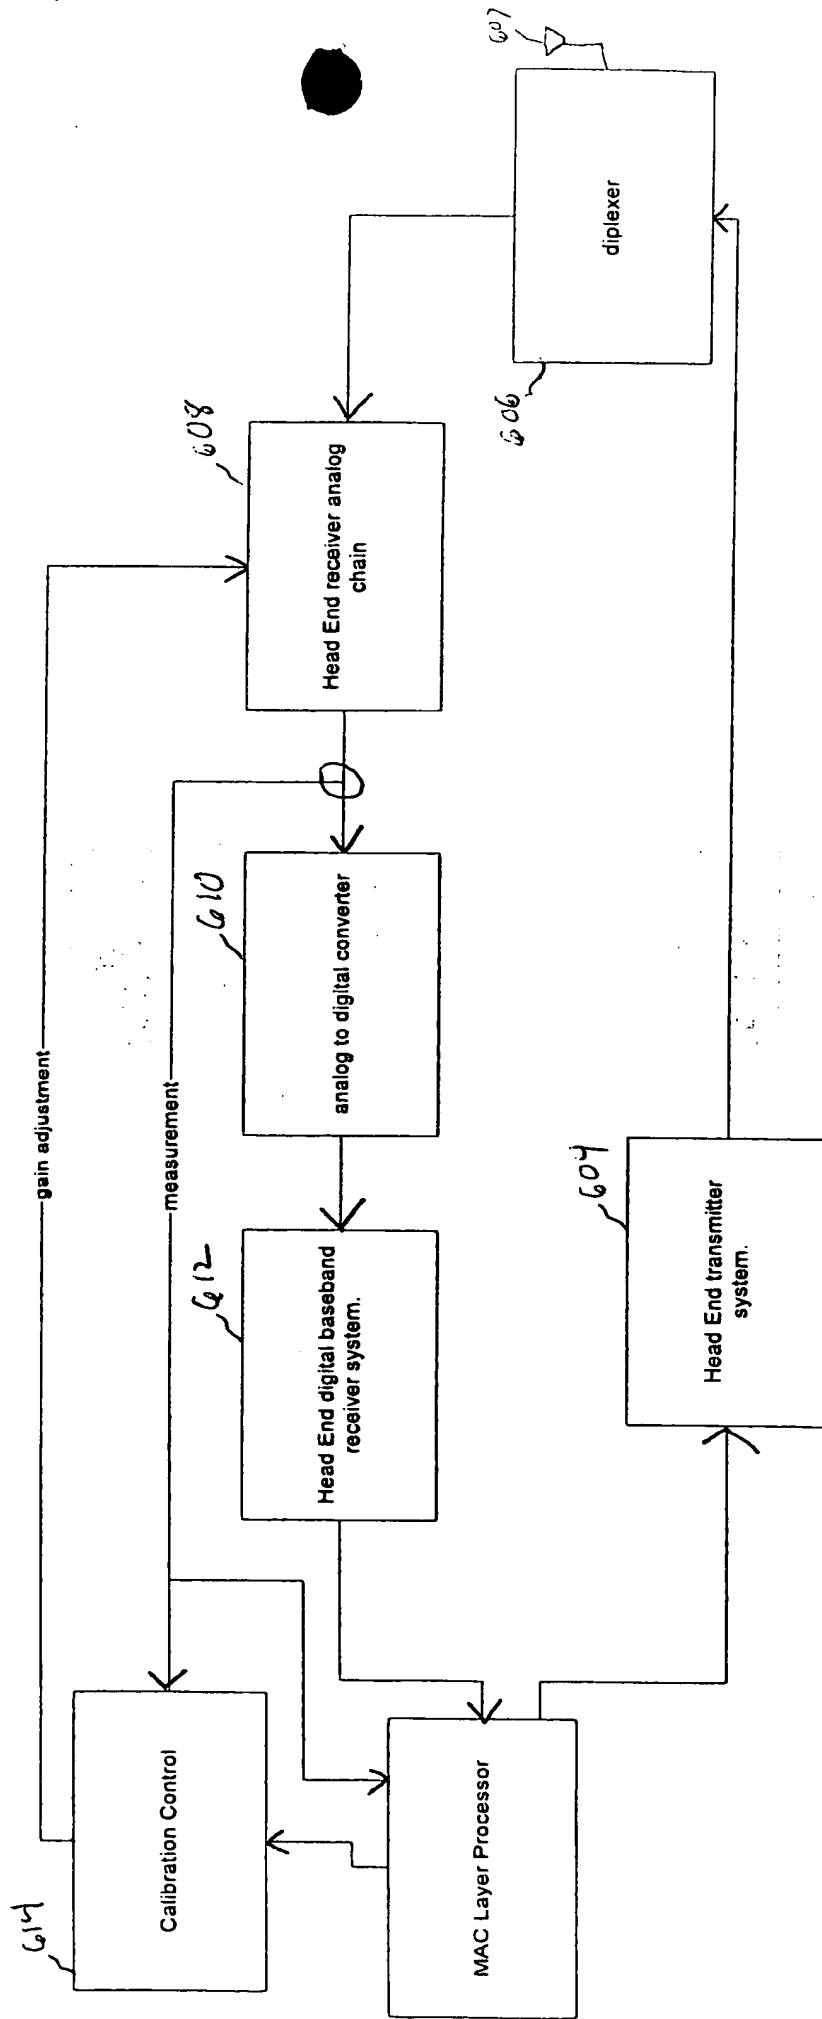 gain adjustment
measurement
614
Calibration Control
MAC Layer Processor
612
Head End digital baseband
receiver system.
610
analog to digital converter
608
Head End receiver analog
chain
604
Head End transmitter
system.
606
diplexer
607